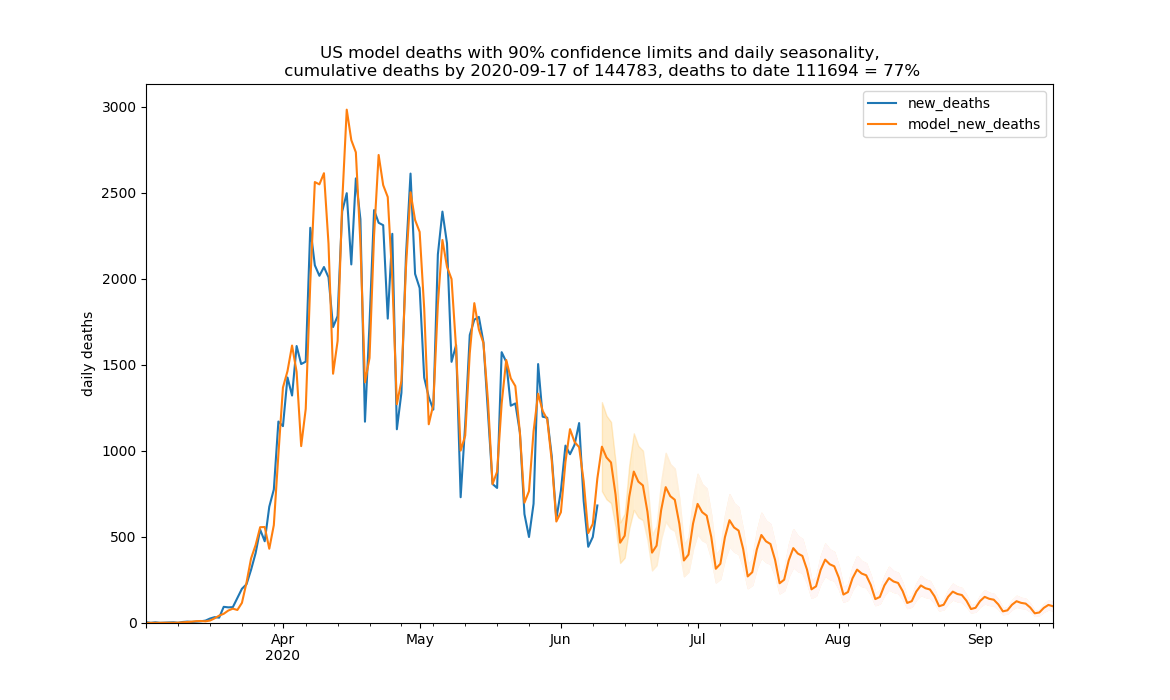 US model deaths with 90% confidence limits and daily seasonality,
cumulative deaths by 2020-09-17 of 144783, deaths to date 111694 = 77%
new_deaths
model_new_deaths
daily deaths
3000
2500
2000
1500
1000
500
0
Apr
2020
May
Jun
Jul
Aug
Sep